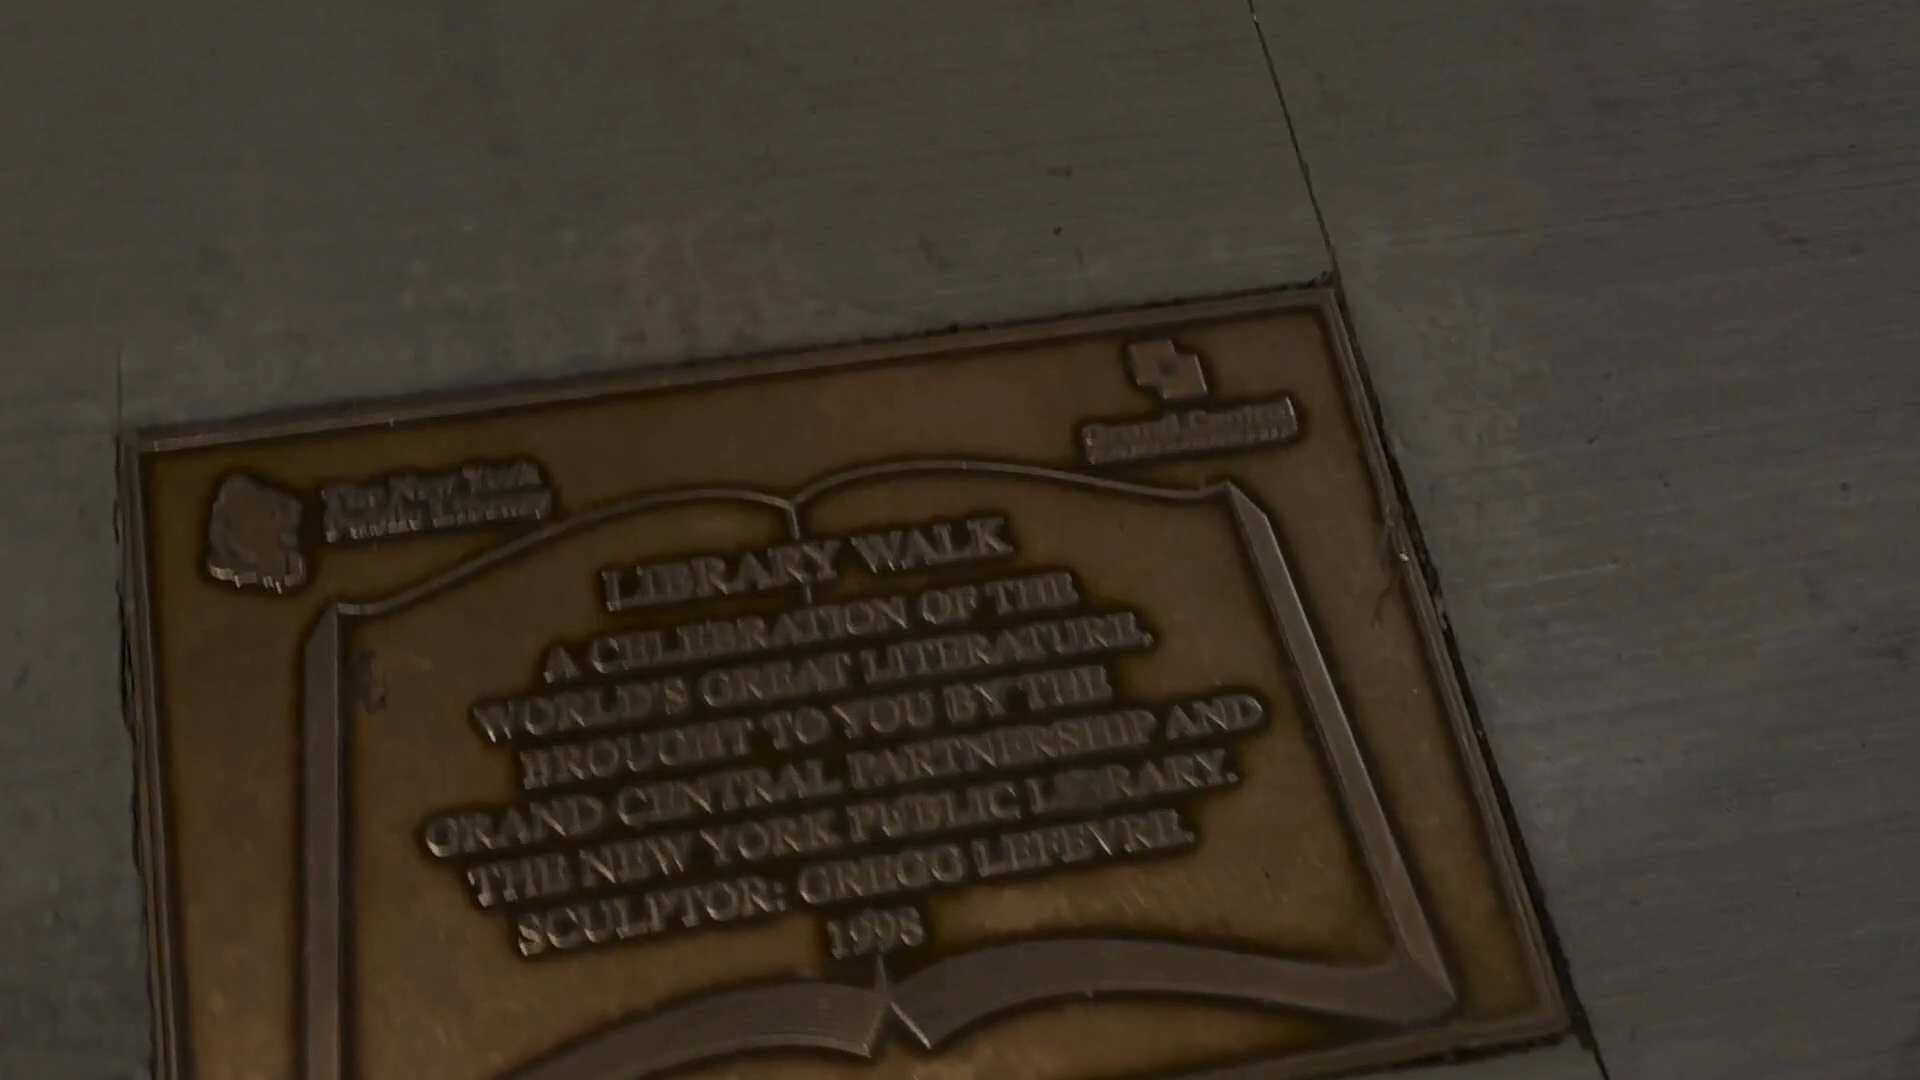 The New York
Public Library
Grand Central
LIBRARY WALK
A CELEBRATION OF THE
WORLD'S GREAT LITERATURE,
BROUGHT TO YOU BY THE
GRAND CENTRAL PARTNERSHIP AND
THE NEW YORK PUBLIC LIBRARY.
SCULPTOR: GREGG LEFEVRE.
1998